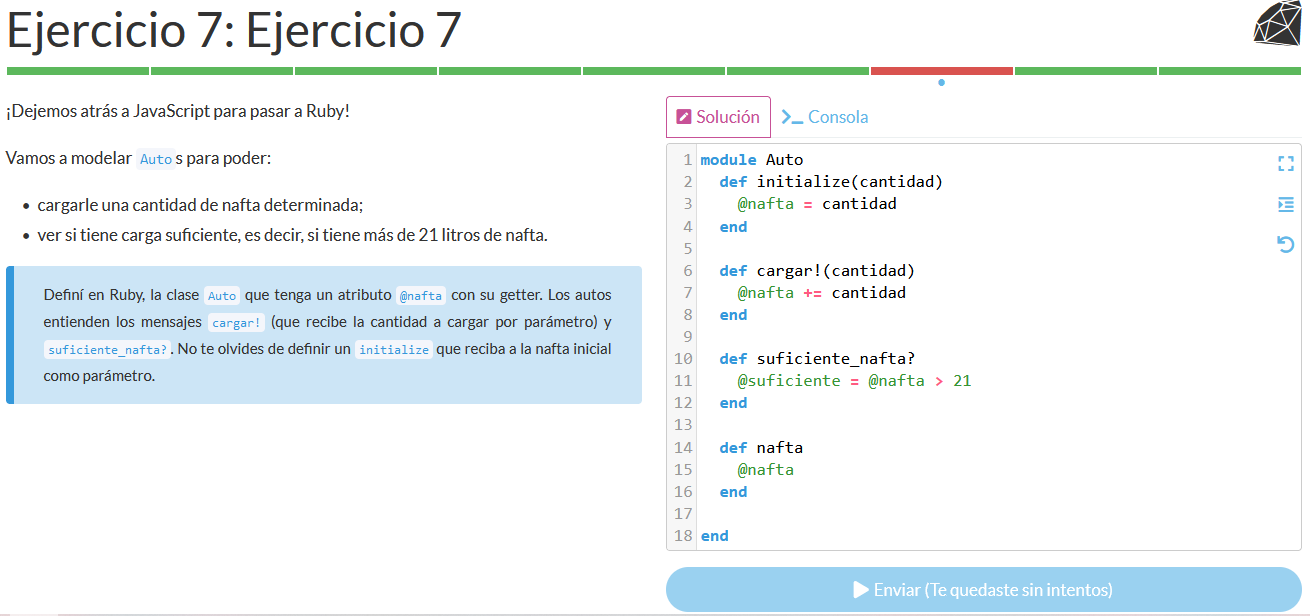 Ejercicio 7: Ejercicio 7
¡Dejemos atrás a JavaScript para pasar a Ruby!
Vamos a modelar Autos para poder:
• cargarle una cantidad de nafta determinada;
• ver si tiene carga suficiente, es decir, si tiene más de 21 litros de nafta.
Definí en Ruby, la clase Auto que tenga un atributo @nafta con su getter. Los autos
entienden los mensajes cargar! (que recibe la cantidad a cargar por parámetro) y
suficiente_nafta?. No te olvides de definir un initialize que reciba a la nafta inicial
como parámetro.
Solución >_ Consola
1 module Auto
2   def initialize(cantidad)
3     @nafta = cantidad
4   end
5
6   def cargar!(cantidad)
7     @nafta += cantidad
8   end
9
10   def suficiente_nafta?
11     @suficiente = @nafta > 21
12   end
13
14   def nafta
15     @nafta
16   end
17
18 end
Enviar (Te quedaste sin intentos)